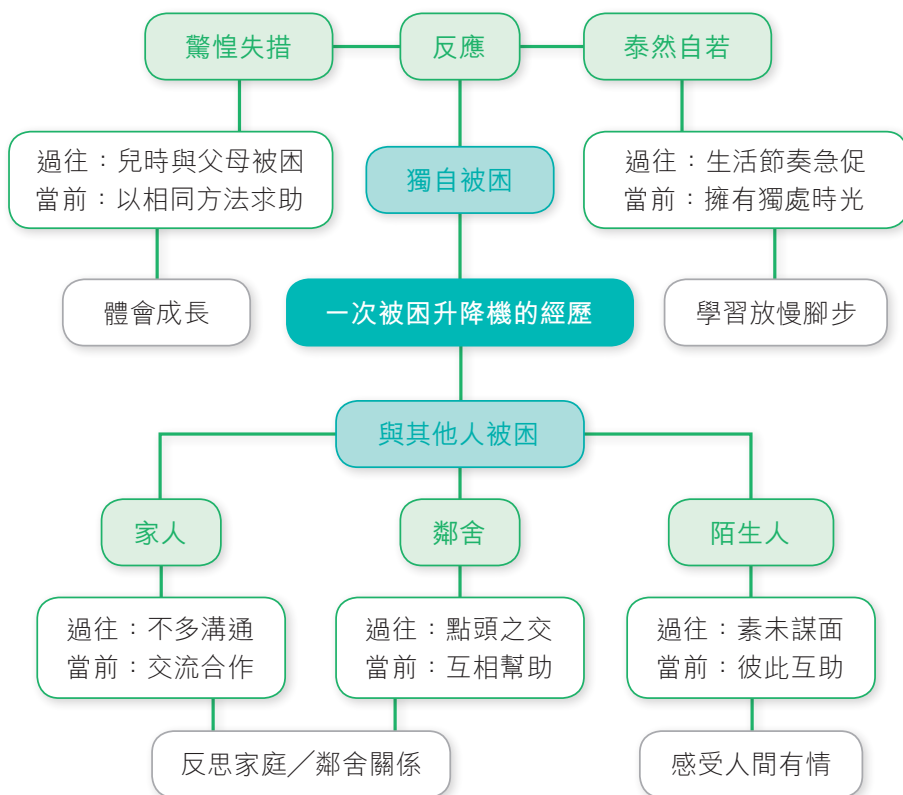 驚惶失措
反應
泰然自若
過往：兒時與父母被困
當前：以相同方法求助
獨自被困
過往：生活節奏急促
當前：擁有獨處時光
體會成長
一次被困升降機的經歷
學習放慢腳步
與其他人被困
家人
鄰舍
陌生人
過往：不多溝通
當前：交流合作
過往：點頭之交
當前：互相幫助
過往：素未謀面
當前：彼此互助
反思家庭／鄰舍關係
感受人間有情